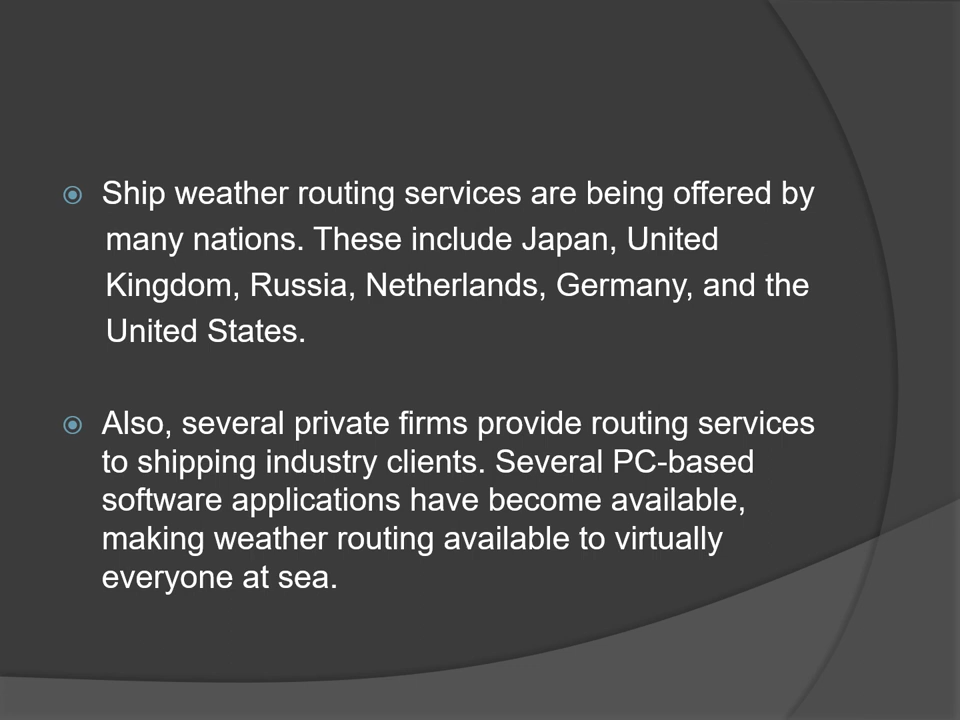 Ship weather routing services are being offered by
many nations. These include Japan, United
Kingdom, Russia, Netherlands, Germany, and the
United States.
Also, several private firms provide routing services
to shipping industry clients. Several PC-based
software applications have become available,
making weather routing available to virtually
everyone at sea.